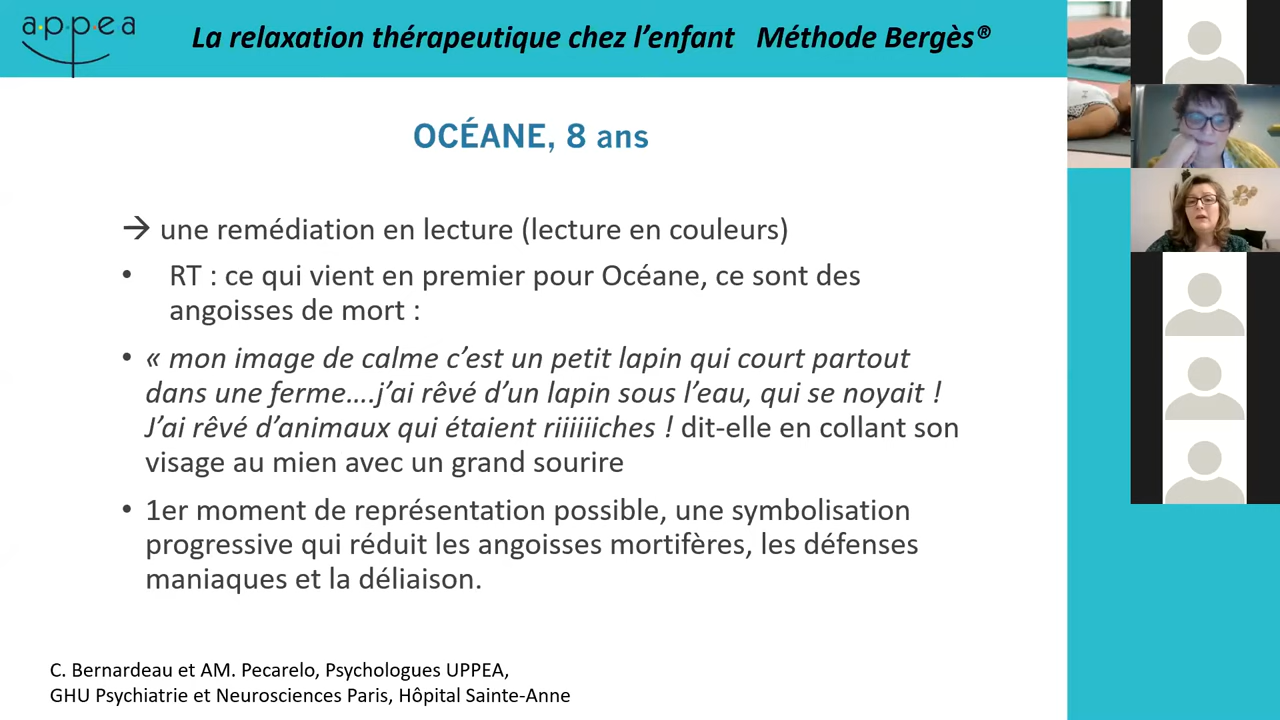 appea
La relaxation thérapeutique chez l’enfant Méthode Bergès®
OCÉANE, 8 ans
→ une remédiation en lecture (lecture en couleurs)
• RT : ce qui vient en premier pour Océane, ce sont des
angoisses de mort :
• « mon image de calme c’est un petit lapin qui court partout
dans une ferme….j’ai rêvé d’un lapin sous l’eau, qui se noyait !
J’ai rêvé d’animaux qui étaient riiiiiiches ! dit-elle en collant son
visage au mien avec un grand sourire
• 1er moment de représentation possible, une symbolisation
progressive qui réduit les angoisses mortifères, les défenses
maniaques et la déliaison.
C. Bernardeau et AM. Pecarelo, Psychologues UPPEA,
GHU Psychiatrie et Neurosciences Paris, Hôpital Sainte-Anne